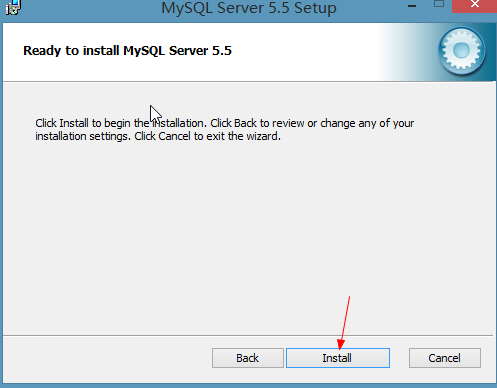 MySQL Server 5.5 Setup
Ready to install MySQL Server 5.5
Click Install to begin the installation. Click Back to review or change any of your
installation settings. Click Cancel to exit the wizard.
Back Install Cancel